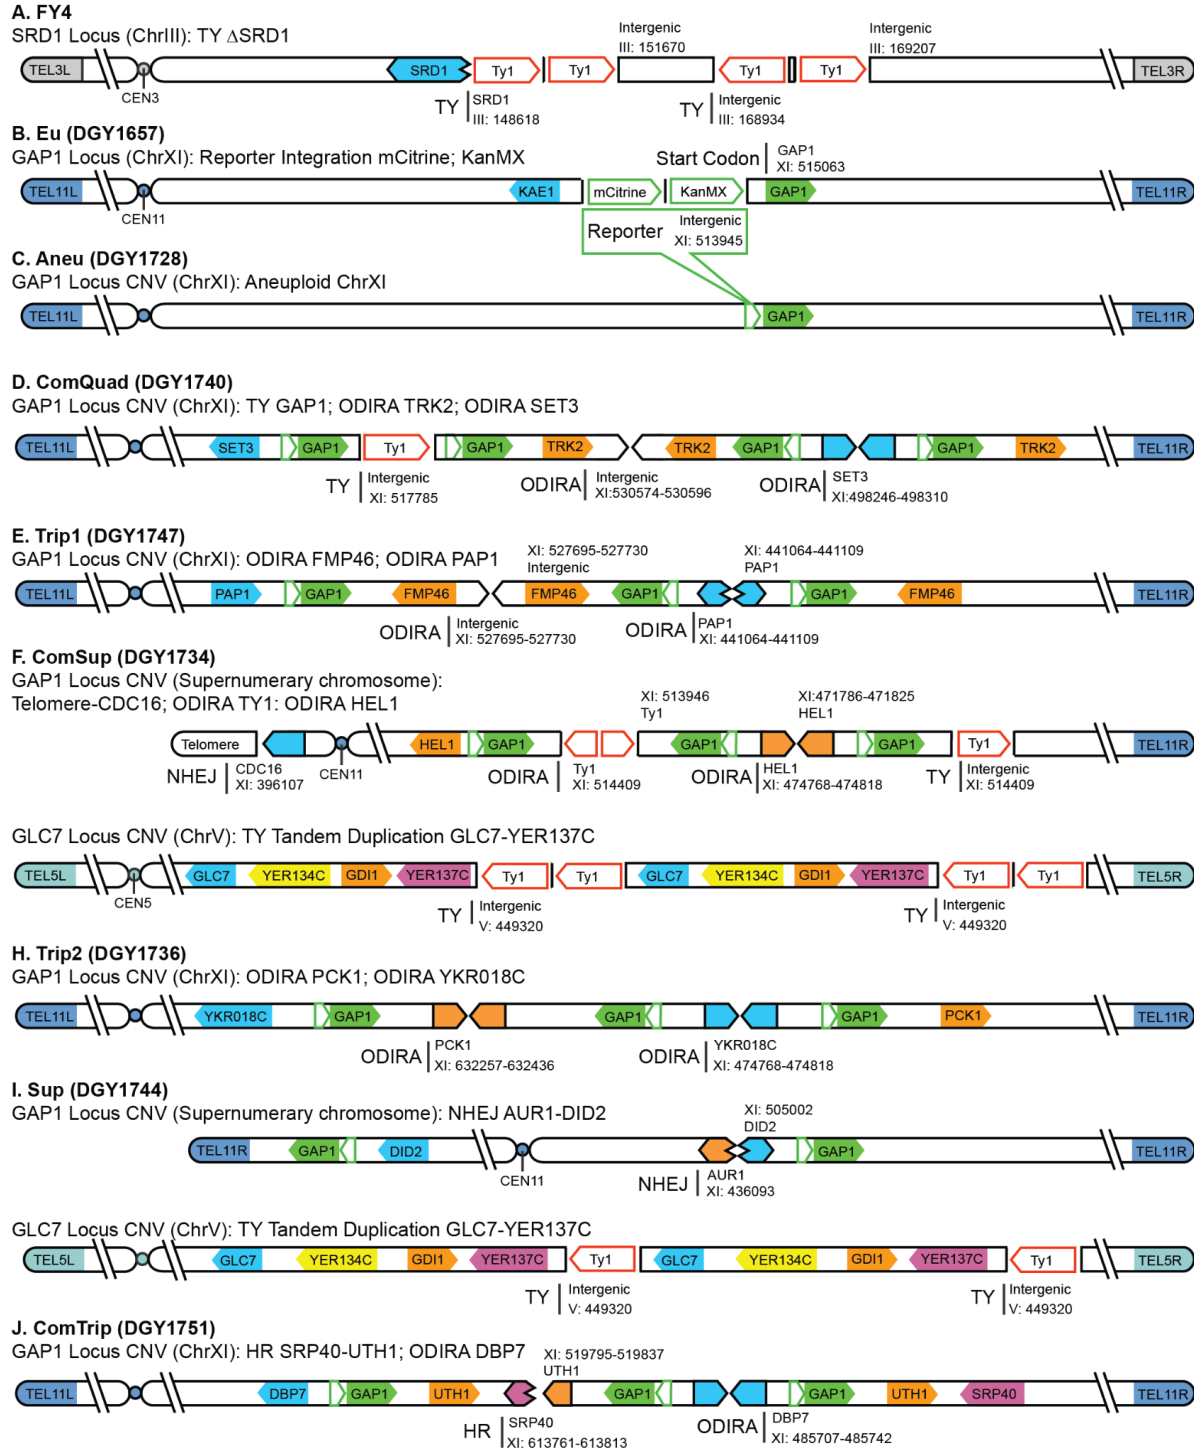 A. FY4
SRD1 Locus (ChrIII): TY ΔSRD1
Intergenic
III: 151670
Intergenic
III: 169207
TEL3L
SRD1
Ty1
Ty1
Ty1
Ty1
TEL3R
CEN3
TY
SRD1
III: 148618
TY
Intergenic
III: 168934
B. Eu (DGY1657)
GAP1 Locus (ChrXI): Reporter Integration mCitrine; KanMX
Start Codon
GAP1
XI: 515063
TEL11L
KAE1
mCitrine
KanMX
GAP1
TEL11R
CEN11
Reporter
Intergenic
XI: 513945
C. Aneu (DGY1728)
GAP1 Locus CNV (ChrXI): Aneuploid ChrXI
TEL11L
GAP1
TEL11R
D. ComQuad (DGY1740)
GAP1 Locus CNV (ChrXI): TY GAP1; ODIRA TRK2; ODIRA SET3
TEL11L
SET3
GAP1
Ty1
GAP1
TRK2
TRK2
GAP1
GAP1
TRK2
TEL11R
TY
Intergenic
XI: 517785
ODIRA
Intergenic
XI:530574-530596
ODIRA
SET3
XI:498246-498310
E. Trip1 (DGY1747)
GAP1 Locus CNV (ChrXI): ODIRA FMP46; ODIRA PAP1
XI: 527695-527730
Intergenic
XI: 441064-441109
PAP1
TEL11L
PAP1
GAP1
FMP46
FMP46
GAP1
GAP1
FMP46
TEL11R
ODIRA
Intergenic
XI: 527695-527730
ODIRA
PAP1
XI: 441064-441109
F. ComSup (DGY1734)
GAP1 Locus CNV (Supernumerary chromosome):
Telomere-CDC16; ODIRA TY1: ODIRA HEL1
XI: 513946
Ty1
XI:471786-471825
HEL1
Telomere
HEL1
GAP1
GAP1
GAP1
Ty1
TEL11R
NHEJ
CDC16
XI: 396107
CEN11
ODIRA
Ty1
XI: 514409
ODIRA
HEL1
XI: 474768-474818
TY
Intergenic
XI: 514409
GLC7 Locus CNV (ChrV): TY Tandem Duplication GLC7-YER137C
TEL5L
GLC7
YER134C
GDI1
YER137C
Ty1
Ty1
GLC7
YER134C
GDI1
YER137C
Ty1
Ty1
TEL5R
CEN5
TY
Intergenic
V: 449320
TY
Intergenic
V: 449320
H. Trip2 (DGY1736)
GAP1 Locus CNV (ChrXI): ODIRA PCK1; ODIRA YKR018C
TEL11L
YKR018C
GAP1
GAP1
GAP1
PCK1
TEL11R
ODIRA
PCK1
XI: 632257-632436
ODIRA
YKR018C
XI: 474768-474818
I. Sup (DGY1744)
GAP1 Locus CNV (Supernumerary chromosome): NHEJ AUR1-DID2
XI: 505002
DID2
TEL11R
GAP1
DID2
GAP1
TEL11R
CEN11
NHEJ
AUR1
XI: 436093
GLC7 Locus CNV (ChrV): TY Tandem Duplication GLC7-YER137C
TEL5L
GLC7
YER134C
GDI1
YER137C
Ty1
GLC7
YER134C
GDI1
YER137C
Ty1
TEL5R
TY
Intergenic
V: 449320
TY
Intergenic
V: 449320
J. ComTrip (DGY1751)
GAP1 Locus CNV (ChrXI): HR SRP40-UTH1; ODIRA DBP7
XI: 519795-519837
UTH1
TEL11L
DBP7
GAP1
UTH1
GAP1
GAP1
UTH1
SRP40
TEL11R
HR
SRP40
XI: 613761-613813
ODIRA
DBP7
XI: 485707-485742